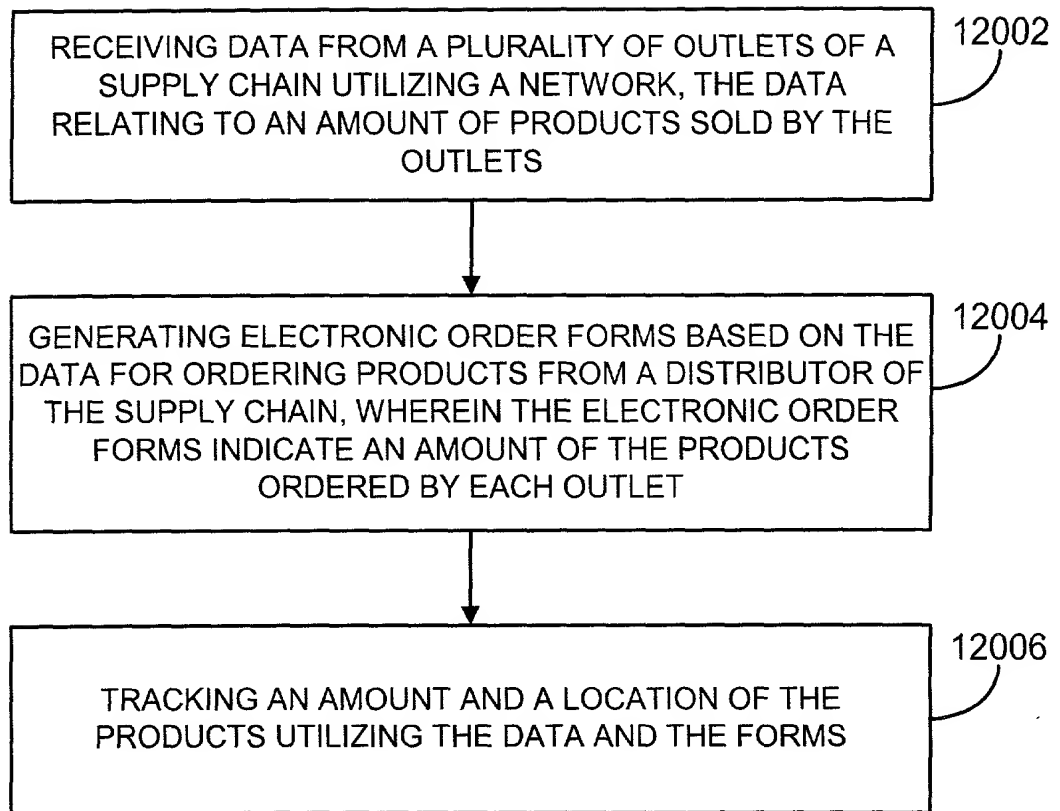 RECEIVING DATA FROM A PLURALITY OF OUTLETS OF A
SUPPLY CHAIN UTILIZING A NETWORK, THE DATA
RELATING TO AN AMOUNT OF PRODUCTS SOLD BY THE
OUTLETS
12002
GENERATING ELECTRONIC ORDER FORMS BASED ON THE
DATA FOR ORDERING PRODUCTS FROM A DISTRIBUTOR OF
THE SUPPLY CHAIN, WHEREIN THE ELECTRONIC ORDER
FORMS INDICATE AN AMOUNT OF THE PRODUCTS
ORDERED BY EACH OUTLET
12004
TRACKING AN AMOUNT AND A LOCATION OF THE
PRODUCTS UTILIZING THE DATA AND THE FORMS
12006